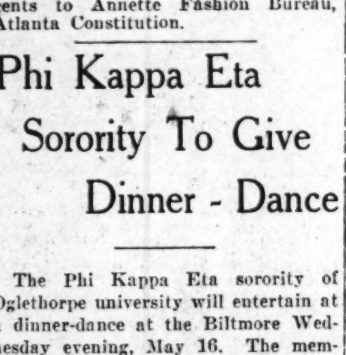 cents to Annette Fashion Bureau,
Atlanta Constitution.
Phi Kappa Eta
Sorority To Give
Dinner - Dance
The Phi Kappa Eta sorority of
Oglethorpe university will entertain at
a dinner-dance at the Biltmore Wed-
nesday evening, May 16. The mem-